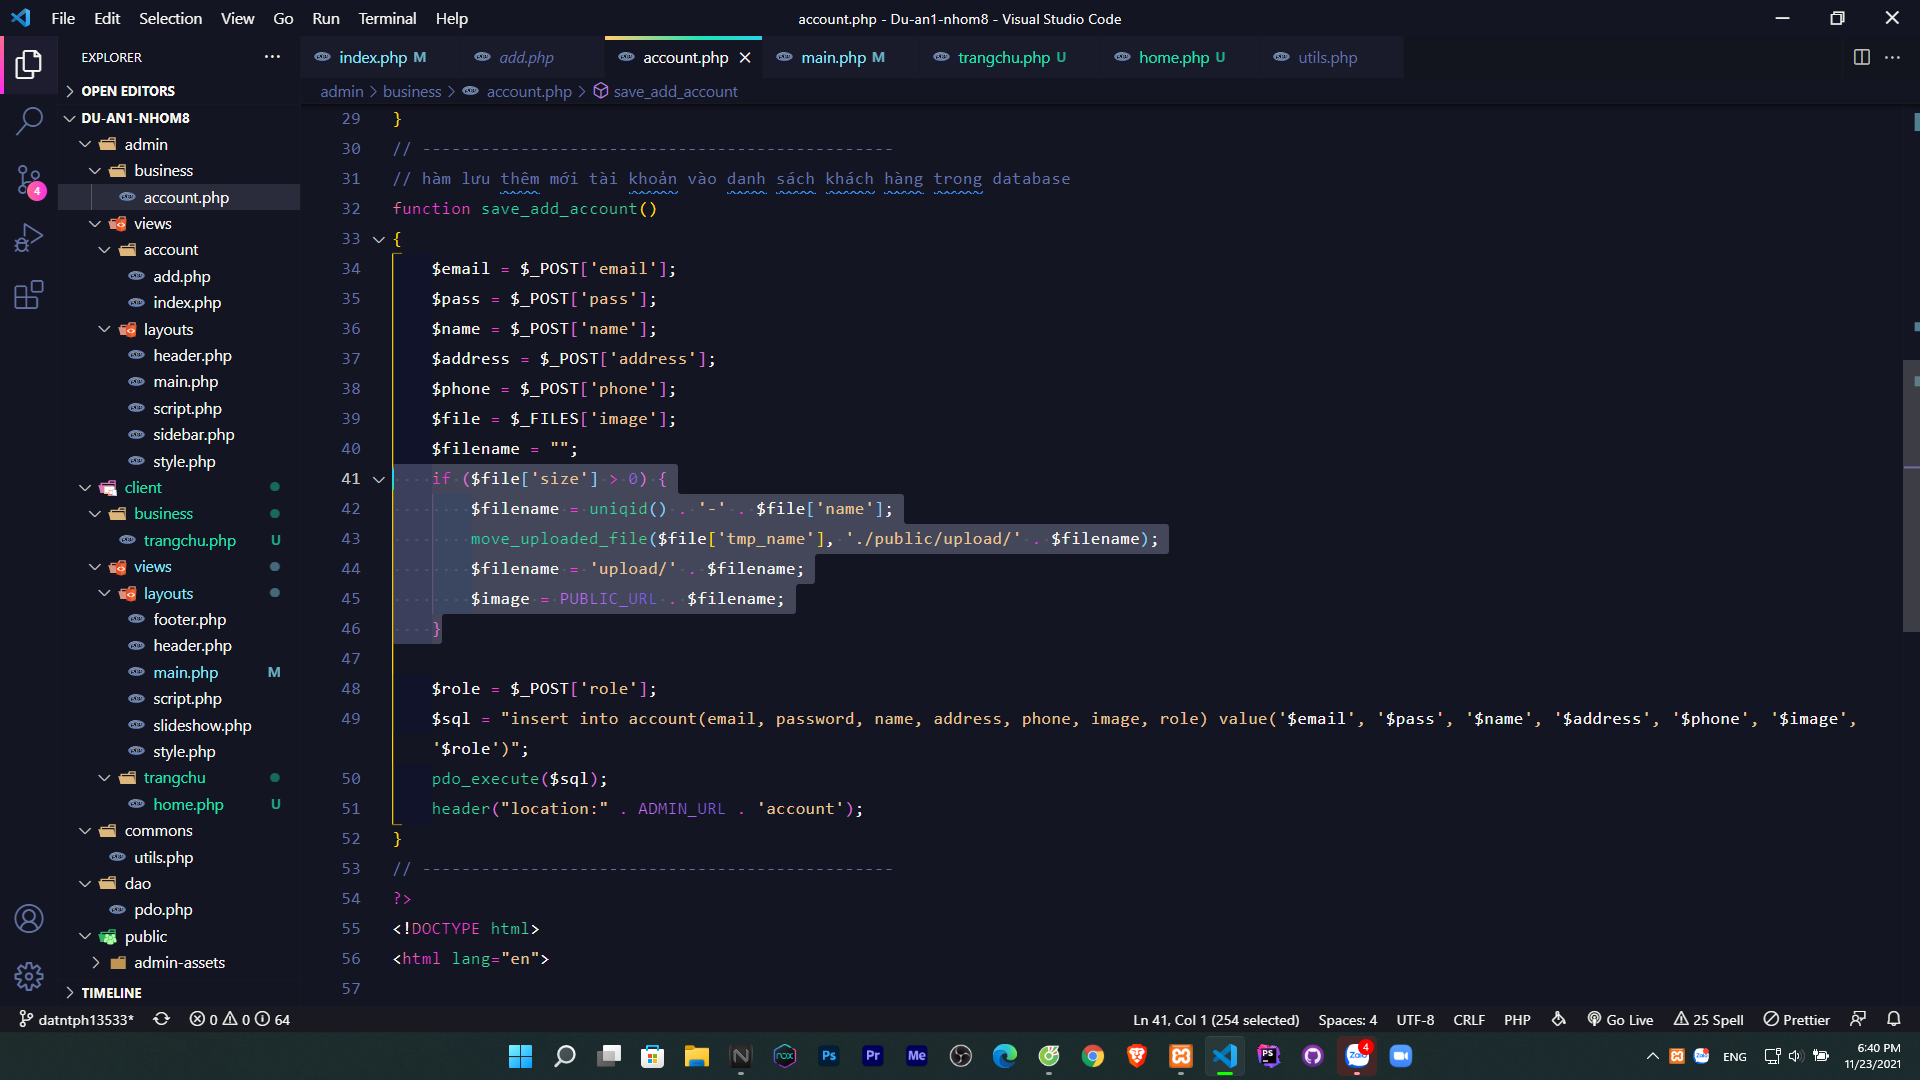 File Edit Selection View Go Run Terminal Help
account.php - Du-an1-nhom8 - Visual Studio Code
EXPLORER
OPEN EDITORS
DU-AN1-NHOM8
admin
business
account.php
views
account
add.php
index.php
layouts
header.php
main.php
script.php
sidebar.php
style.php
client
business
trangchu.php U
views
layouts
footer.php
header.php
main.php M
script.php
slideshow.php
style.php
trangchu
home.php U
commons
utils.php
dao
pdo.php
public
admin-assets
TIMELINE
4
index.php M add.php account.php main.php M trangchu.php U home.php U utils.php
admin > business > account.php > save_add_account
29 }
30 // ------------------------------------------------
31 // hàm lưu thêm mới tài khoản vào danh sách khách hàng trong database
32 function save_add_account()
33 {
34 $email = $_POST['email'];
35 $pass = $_POST['pass'];
36 $name = $_POST['name'];
37 $address = $_POST['address'];
38 $phone = $_POST['phone'];
39 $file = $_FILES['image'];
40 $filename = "";
41 if ($file['size'] > 0) {
42 $filename = uniqid() . '-' . $file['name'];
43 move_uploaded_file($file['tmp_name'], './public/upload/' . $filename);
44 $filename = 'upload/' . $filename;
45 $image = PUBLIC_URL . $filename;
46 }
47
48 $role = $_POST['role'];
49 $sql = "insert into account(email, password, name, address, phone, image, role) value('$email', '$pass', '$name', '$address', '$phone', '$image',
'$role')";
50 pdo_execute($sql);
51 header("location:" . ADMIN_URL . 'account');
52 }
53 // ------------------------------------------------
54 ?>
55 <!DOCTYPE html>
56 <html lang="en">
57
datntph13533* 0 0 64
Ln 41, Col 1 (254 selected) Spaces: 4 UTF-8 CRLF PHP Go Live 25 Spell Prettier
N nox Ps Pr Me PS Zalo 4
ENG
6:40 PM
11/23/2021